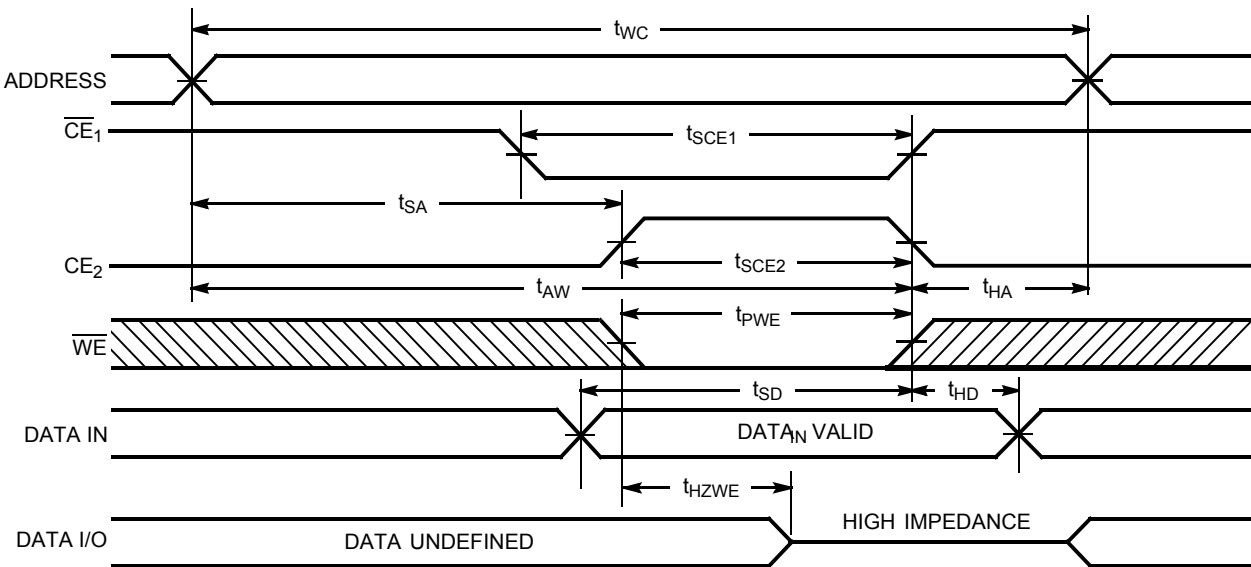 tWC
ADDRESS
CE1
tSCE1
tSA
CE2
tSCE2
tAW
tHA
tPWE
WE
tSD
tHD
DATA IN
DATAIN VALID
tHZWE
DATA I/O
DATA UNDEFINED
HIGH IMPEDANCE